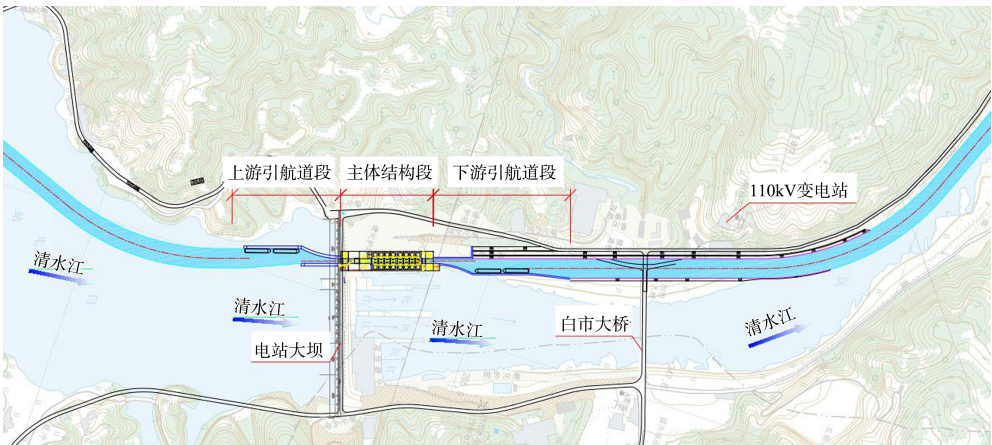 上游引航道段
主体结构段
下游引航道段
110kV变电站
清水江
清水江
清水江
清水江
电站大坝
白市大桥